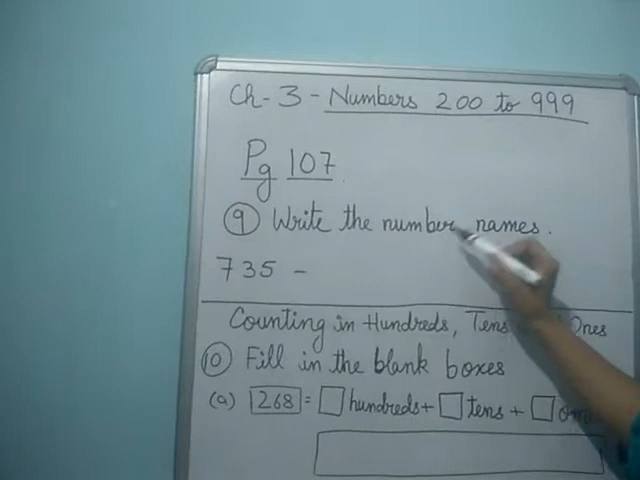 Ch - 3 - Numbers 200 to 999
Pg 107
9 Write the number names.
735 -
Counting in Hundreds, Tens Ones
10 Fill in the blank boxes
(a) 268 = hundreds + tens +